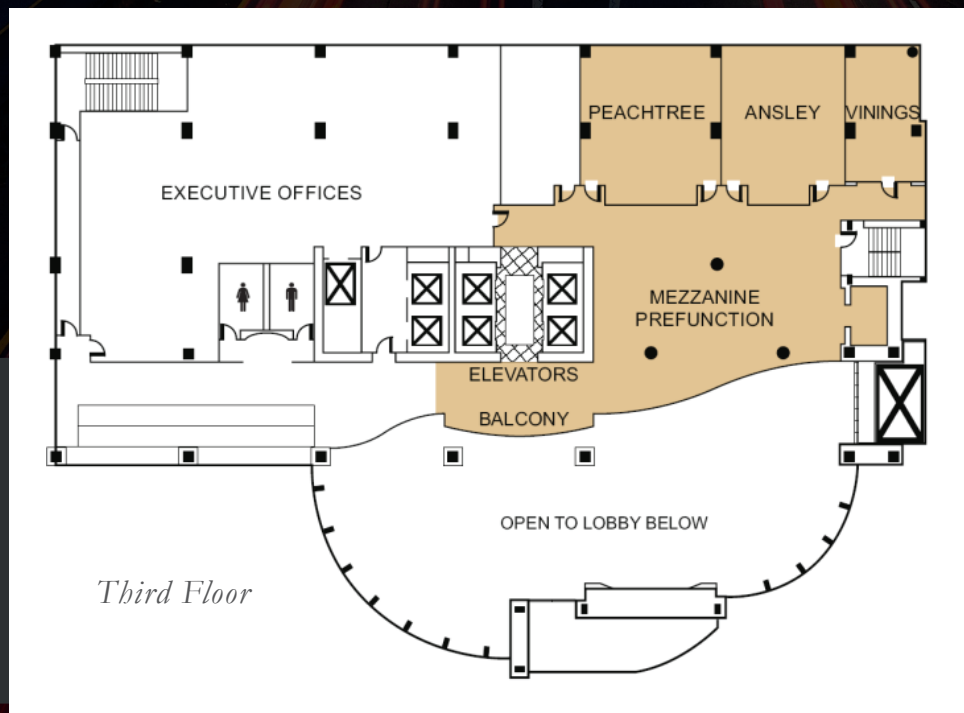 PEACHTREE
ANSLEY
VININGS
EXECUTIVE OFFICES
MEZZANINE
PREFUNCTION
ELEVATORS
BALCONY
OPEN TO LOBBY BELOW
Third Floor